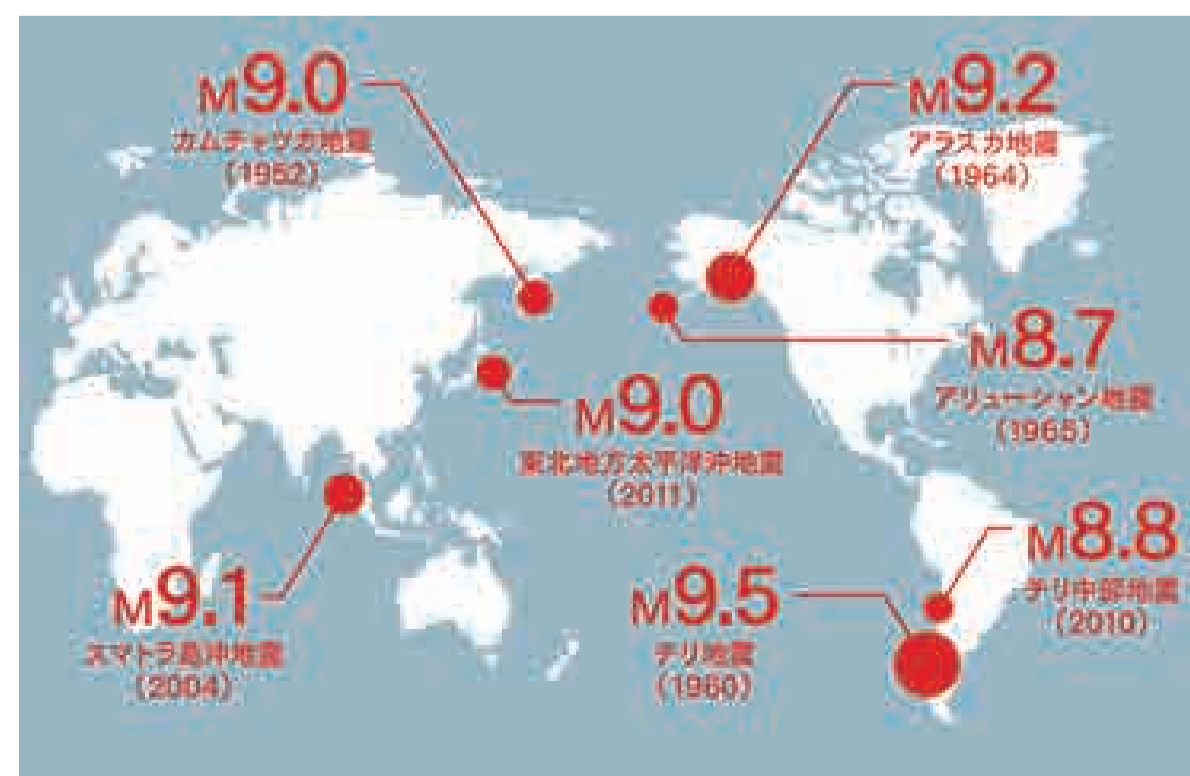 M9.0
カムチャツカ地震
(1952)
M9.2
アラスカ地震
(1964)
M8.7
アリューシャン地震
(1965)
M9.0
東北地方太平洋沖地震
(2011)
M9.1
スマトラ島沖地震
(2004)
M9.5
チリ地震
(1960)
M8.8
チリ中部地震
(2010)